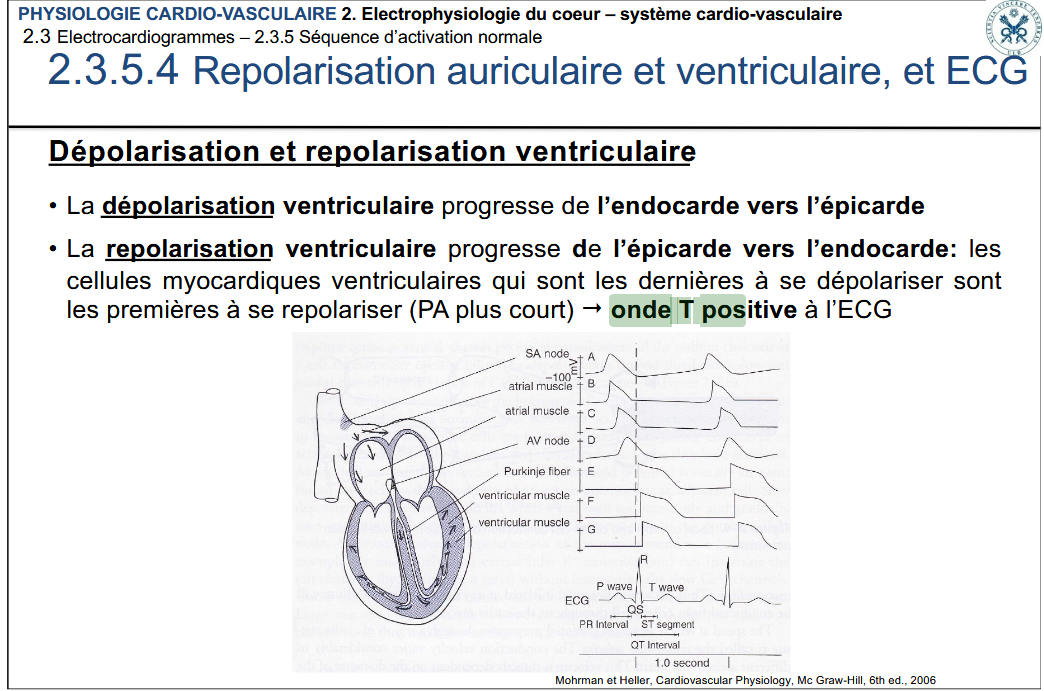 PHYSIOLOGIE CARDIO-VASCULAIRE 2. Electrophysiologie du coeur – système cardio-vasculaire
2.3 Electrocardiogrammes – 2.3.5 Séquence d'activation normale
2.3.5.4 Repolarisation auriculaire et ventriculaire, et ECG
Dépolarisation et repolarisation ventriculaire
• La dépolarisation ventriculaire progresse de l'endocarde vers l'épicarde
• La repolarisation ventriculaire progresse de l'épicarde vers l'endocarde: les
cellules myocardiques ventriculaires qui sont les dernières à se dépolariser sont
les premières à se repolariser (PA plus court) → onde T positive à l'ECG
SA node
mV
A
−100
atrial muscle
B
atrial muscle
C
AV node
D
Purkinje fiber
E
ventricular muscle
F
ventricular muscle
G
R
P wave
T wave
ECG
QS
PR Interval
ST segment
QT Interval
1.0 second
Mohrman et Heller, Cardiovascular Physiology, Mc Graw-Hill, 6th ed., 2006